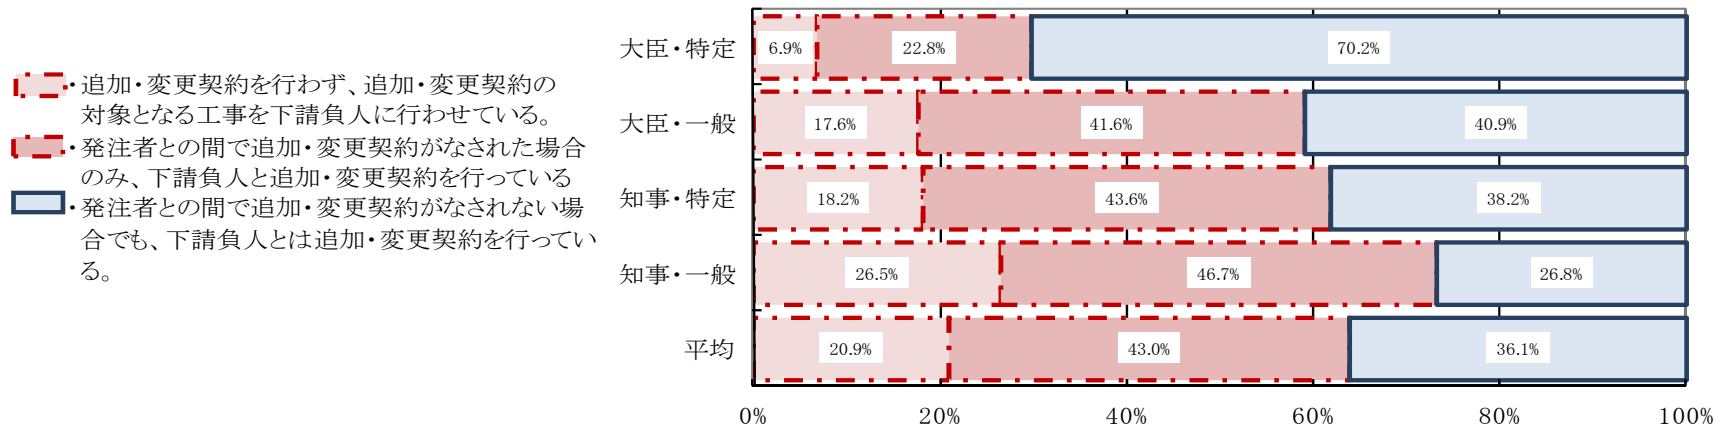 ・追加・変更契約を行わず、追加・変更契約の
対象となる工事を下請負人に行わせている。
・発注者との間で追加・変更契約がなされた場合
のみ、下請負人と追加・変更契約を行っている
・発注者との間で追加・変更契約がなされない場
合でも、下請負人とは追加・変更契約を行ってい
る。
大臣・特定 6.9% 22.8% 70.2%
大臣・一般 17.6% 41.6% 40.9%
知事・特定 18.2% 43.6% 38.2%
知事・一般 26.5% 46.7% 26.8%
平均 20.9% 43.0% 36.1%
0% 20% 40% 60% 80% 100%